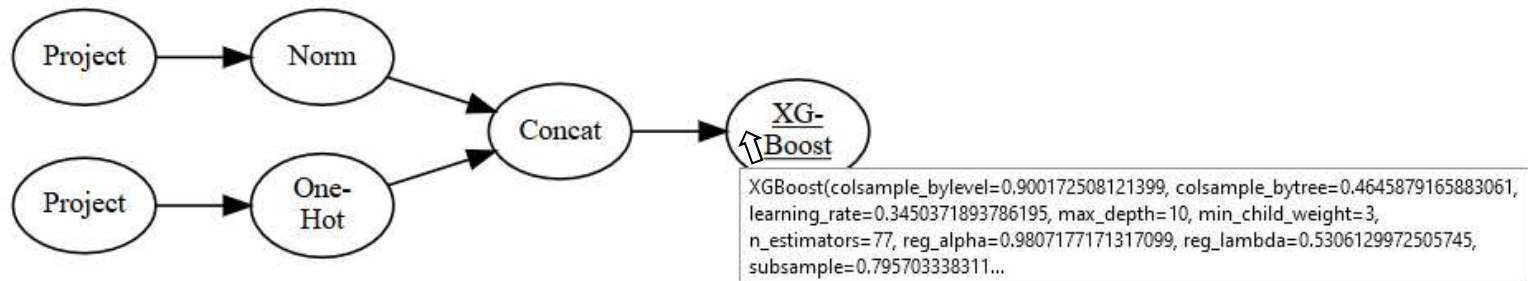 Project
Norm
Concat
XG-
Boost
Project
One-
Hot
XGBoost(colsample_bylevel=0.900172508121399, colsample_bytree=0.4645879165883061,
learning_rate=0.3450371893786195, max_depth=10, min_child_weight=3,
n_estimators=77, reg_alpha=0.9807177171317099, reg_lambda=0.5306129972505745,
subsample=0.795703338311...